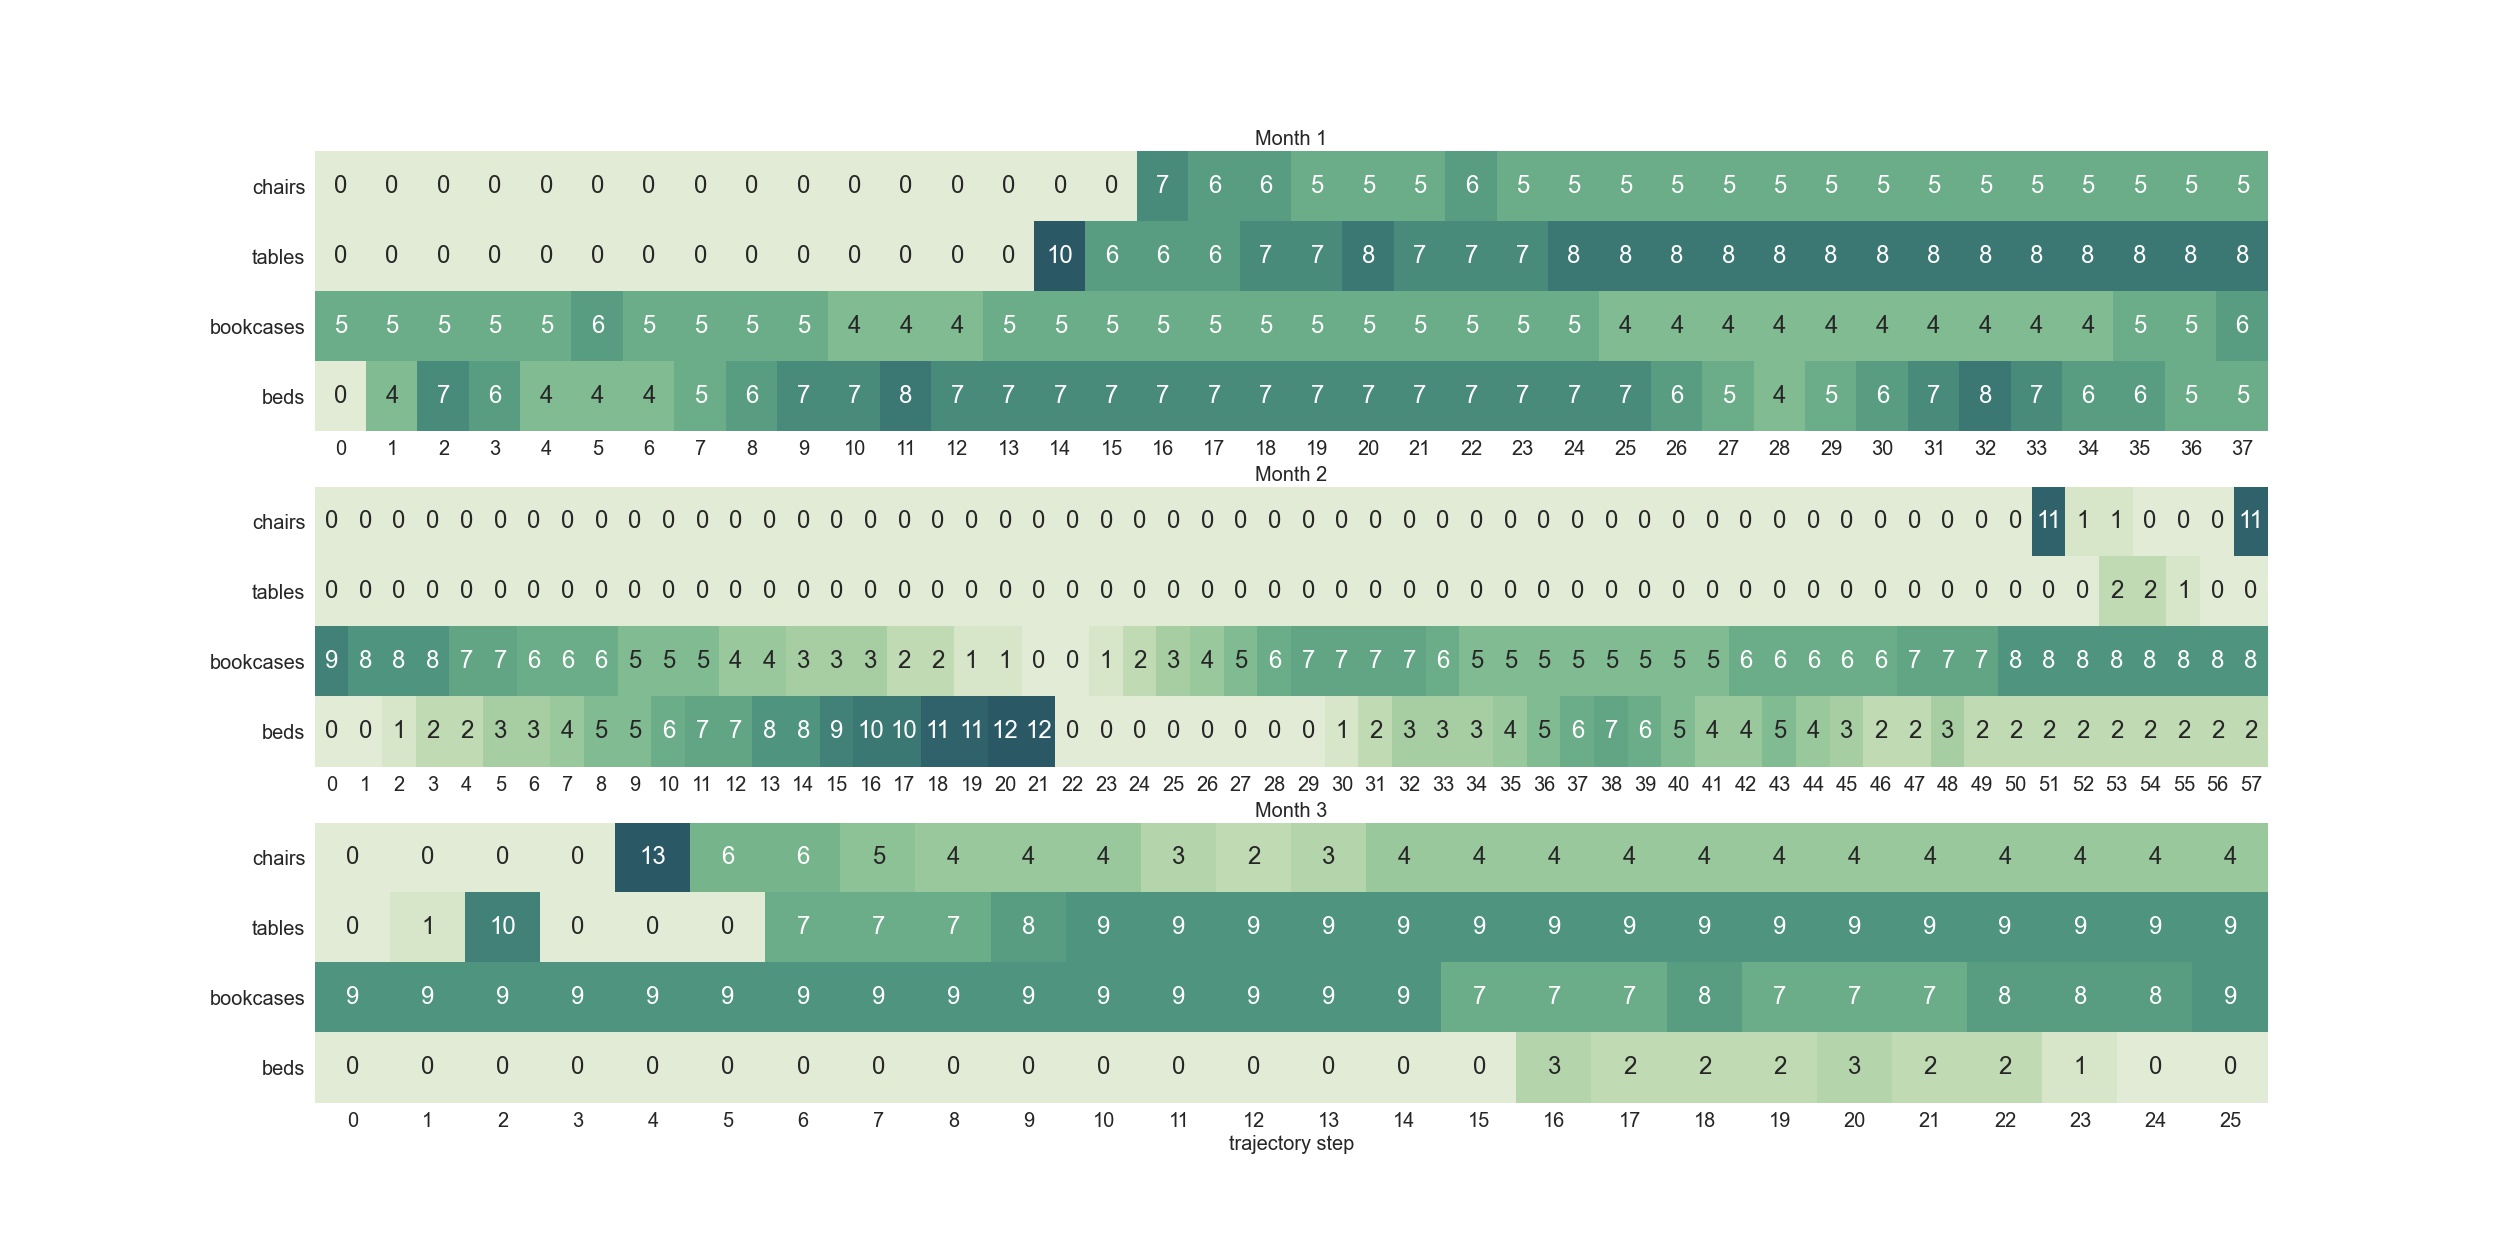 Month 1
chairs 0 0 0 0 0 0 0 0 0 0 0 0 0 0 0 0 7 6 6 5 5 5 6 5 5 5 5 5 5 5 5 5 5 5 5 5 5 5
tables 0 0 0 0 0 0 0 0 0 0 0 0 0 0 10 6 6 6 7 7 8 7 7 7 8 8 8 8 8 8 8 8 8 8 8 8 8 8
bookcases 5 5 5 5 5 6 5 5 5 5 4 4 4 5 5 5 5 5 5 5 5 5 5 5 5 4 4 4 4 4 4 4 4 4 4 5 5 6
beds 0 4 7 6 4 4 4 5 6 7 7 8 7 7 7 7 7 7 7 7 7 7 7 7 7 7 6 5 4 5 6 7 8 7 6 6 5 5
0 1 2 3 4 5 6 7 8 9 10 11 12 13 14 15 16 17 18 19 20 21 22 23 24 25 26 27 28 29 30 31 32 33 34 35 36 37
Month 2
chairs 0 0 0 0 0 0 0 0 0 0 0 0 0 0 0 0 0 0 0 0 0 0 0 0 0 0 0 0 0 0 0 0 0 0 0 0 0 0 0 0 0 0 0 0 0 0 0 0 0 0 0 11 1 1 0 0 0 11
tables 0 0 0 0 0 0 0 0 0 0 0 0 0 0 0 0 0 0 0 0 0 0 0 0 0 0 0 0 0 0 0 0 0 0 0 0 0 0 0 0 0 0 0 0 0 0 0 0 0 0 0 0 0 2 2 1 0 0
bookcases 9 8 8 8 7 7 6 6 6 5 5 5 4 4 3 3 3 2 2 1 1 0 0 1 2 3 4 5 6 7 7 7 7 6 5 5 5 5 5 5 5 5 6 6 6 6 6 7 7 7 8 8 8 8 8 8 8 8
beds 0 0 1 2 2 3 3 4 5 5 6 7 7 8 8 9 10 10 11 11 12 12 0 0 0 0 0 0 0 0 1 2 3 3 3 4 5 6 7 6 5 4 4 5 4 3 2 2 3 2 2 2 2 2 2 2 2 2
0 1 2 3 4 5 6 7 8 9 10 11 12 13 14 15 16 17 18 19 20 21 22 23 24 25 26 27 28 29 30 31 32 33 34 35 36 37 38 39 40 41 42 43 44 45 46 47 48 49 50 51 52 53 54 55 56 57
Month 3
chairs 0 0 0 0 13 6 6 5 4 4 4 3 2 3 4 4 4 4 4 4 4 4 4 4 4 4
tables 0 1 10 0 0 0 7 7 7 8 9 9 9 9 9 9 9 9 9 9 9 9 9 9 9 9
bookcases 9 9 9 9 9 9 9 9 9 9 9 9 9 9 9 7 7 7 8 7 7 7 8 8 8 9
beds 0 0 0 0 0 0 0 0 0 0 0 0 0 0 0 0 3 2 2 2 3 2 2 1 0 0
0 1 2 3 4 5 6 7 8 9 10 11 12 13 14 15 16 17 18 19 20 21 22 23 24 25
trajectory step